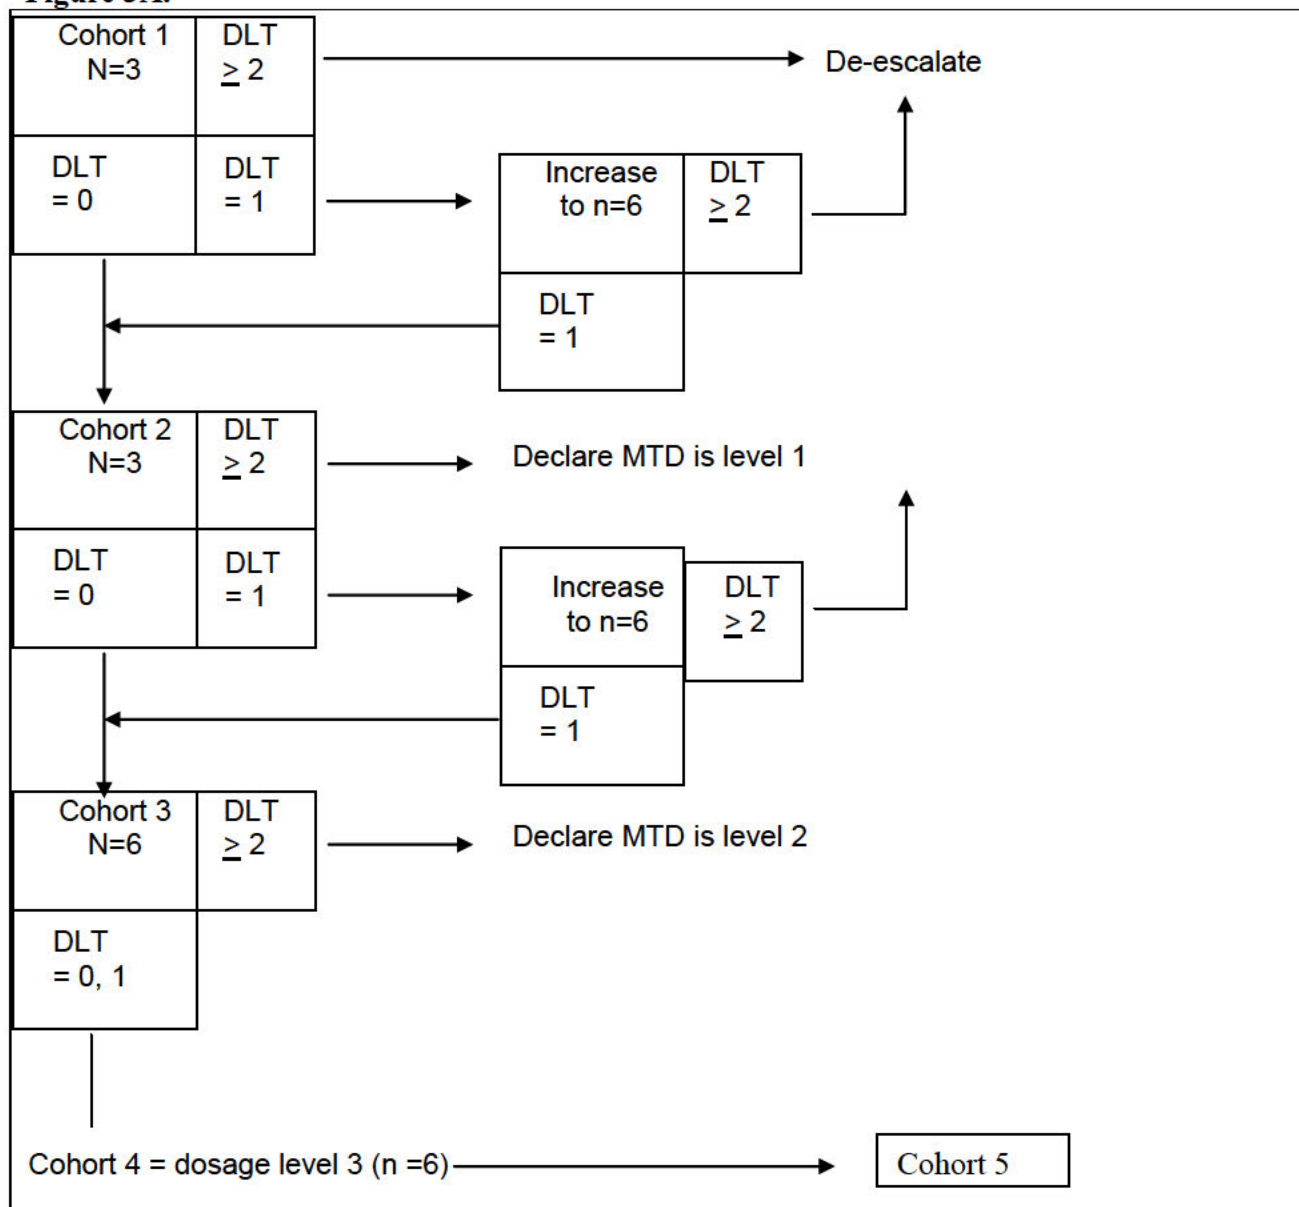 Cohort 1
N=3
DLT
≥ 2
De-escalate
DLT
= 0
DLT
= 1
Increase
to n=6
DLT
≥ 2
DLT
= 1
Cohort 2
N=3
DLT
≥ 2
Declare MTD is level 1
DLT
= 0
DLT
= 1
Increase
to n=6
DLT
≥ 2
DLT
= 1
Cohort 3
N=6
DLT
≥ 2
Declare MTD is level 2
DLT
= 0, 1
Cohort 4 = dosage level 3 (n =6)
Cohort 5